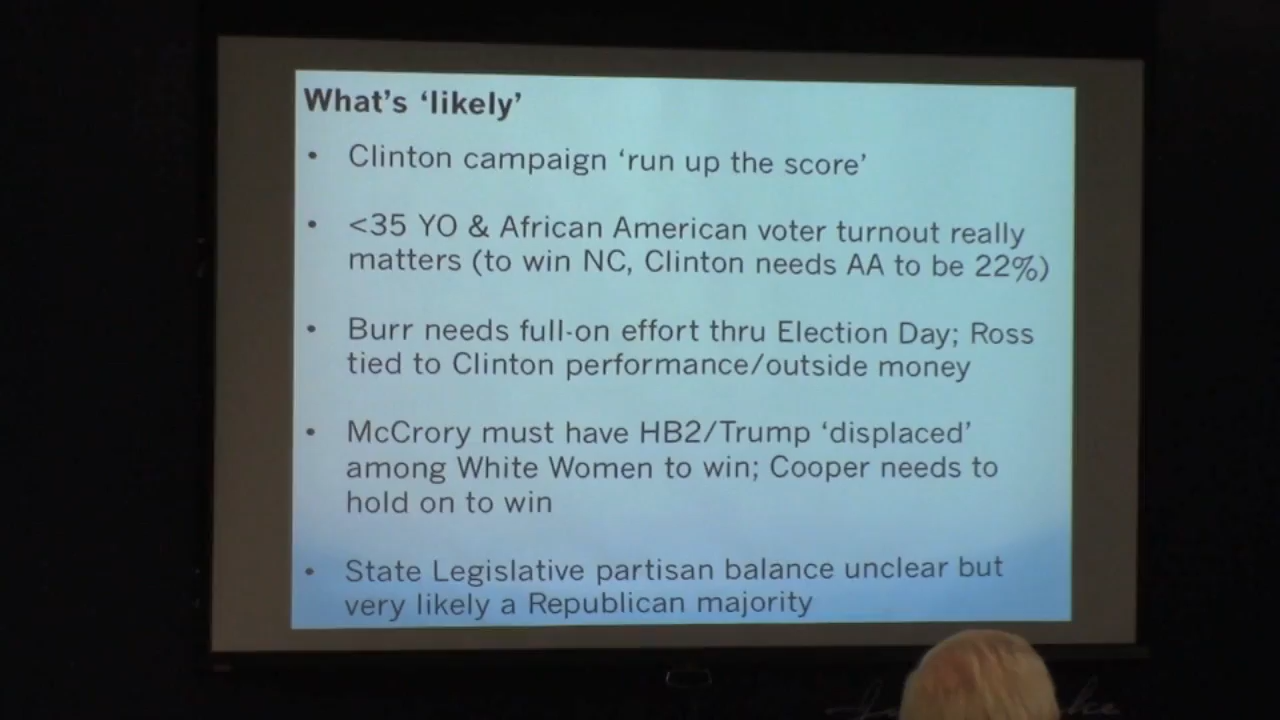 What's 'likely'
• Clinton campaign 'run up the score'
• <35 YO & African American voter turnout really
matters (to win NC, Clinton needs AA to be 22%)
• Burr needs full-on effort thru Election Day; Ross
tied to Clinton performance/outside money
• McCrory must have HB2/Trump 'displaced'
among White Women to win; Cooper needs to
hold on to win
• State Legislative partisan balance unclear but
very likely a Republican majority